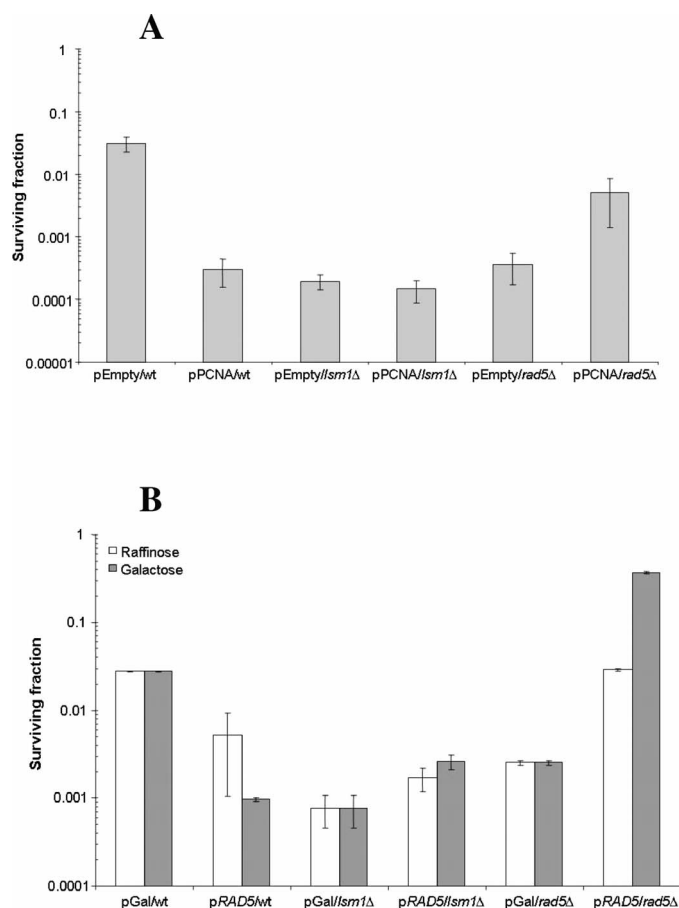 A
1
0.1
0.01
0.001
0.0001
0.00001
Surviving fraction
pEmpty/wt pPCNA/wt pEmpty/lsm1Δ pPCNA/lsm1Δ pEmpty/rad5Δ pPCNA/rad5Δ
B
1
0.1
0.01
0.001
0.0001
Surviving fraction
Raffinose
Galactose
pGal/wt pRAD5/wt pGal/lsm1Δ pRAD5/lsm1Δ pGal/rad5Δ pRAD5/rad5Δ